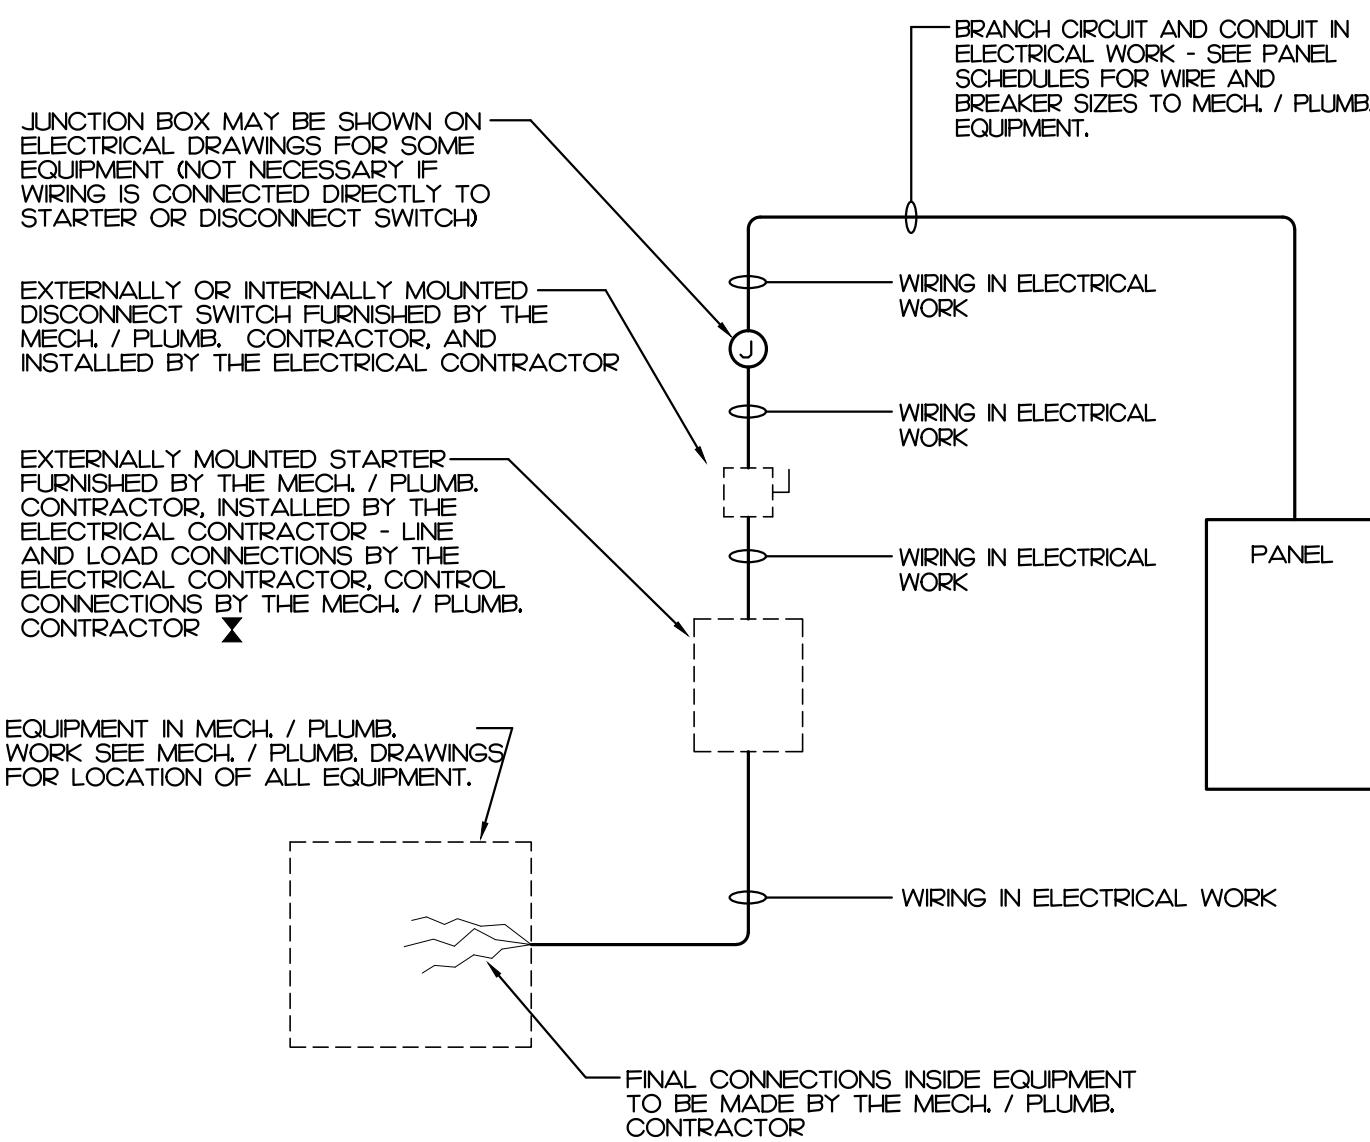 BRANCH CIRCUIT AND CONDUIT IN
ELECTRICAL WORK - SEE PANEL
SCHEDULES FOR WIRE AND
BREAKER SIZES TO MECH. / PLUMB.
EQUIPMENT.
JUNCTION BOX MAY BE SHOWN ON
ELECTRICAL DRAWINGS FOR SOME
EQUIPMENT (NOT NECESSARY IF
WIRING IS CONNECTED DIRECTLY TO
STARTER OR DISCONNECT SWITCH)
WIRING IN ELECTRICAL
WORK
EXTERNALLY OR INTERNALLY MOUNTED
DISCONNECT SWITCH FURNISHED BY THE
MECH. / PLUMB. CONTRACTOR, AND
INSTALLED BY THE ELECTRICAL CONTRACTOR
J
WIRING IN ELECTRICAL
WORK
EXTERNALLY MOUNTED STARTER
FURNISHED BY THE MECH. / PLUMB.
CONTRACTOR, INSTALLED BY THE
ELECTRICAL CONTRACTOR - LINE
AND LOAD CONNECTIONS BY THE
ELECTRICAL CONTRACTOR, CONTROL
CONNECTIONS BY THE MECH. / PLUMB.
CONTRACTOR
WIRING IN ELECTRICAL
WORK
PANEL
EQUIPMENT IN MECH. / PLUMB.
WORK SEE MECH. / PLUMB. DRAWINGS
FOR LOCATION OF ALL EQUIPMENT.
WIRING IN ELECTRICAL WORK
FINAL CONNECTIONS INSIDE EQUIPMENT
TO BE MADE BY THE MECH. / PLUMB.
CONTRACTOR